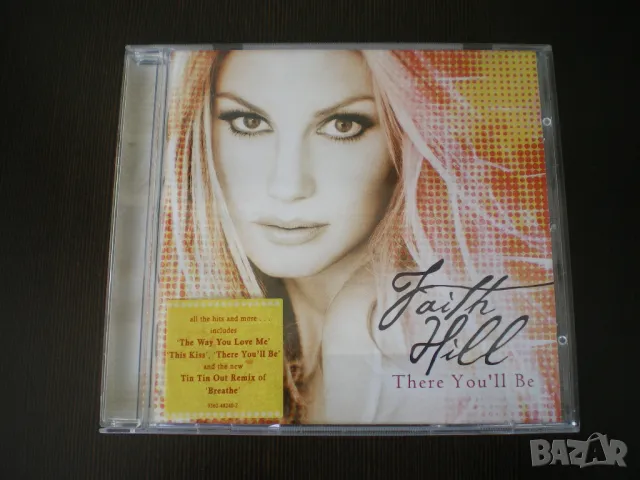 Faith
Hill
There You'll Be
all the hits and more . . .
includes
'The Way You Love Me'
'This Kiss', 'There You'll Be'
and the new
Tin Tin Out Remix of
'Breathe'
BAZAR